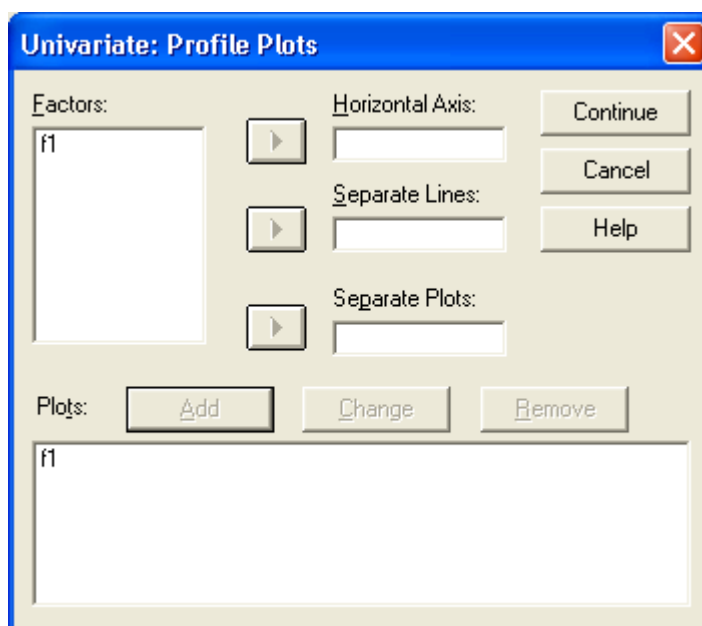 Univariate: Profile Plots
Factors:
f1
Horizontal Axis:
Separate Lines:
Separate Plots:
Continue
Cancel
Help
Plots:
Add
Change
Remove
f1